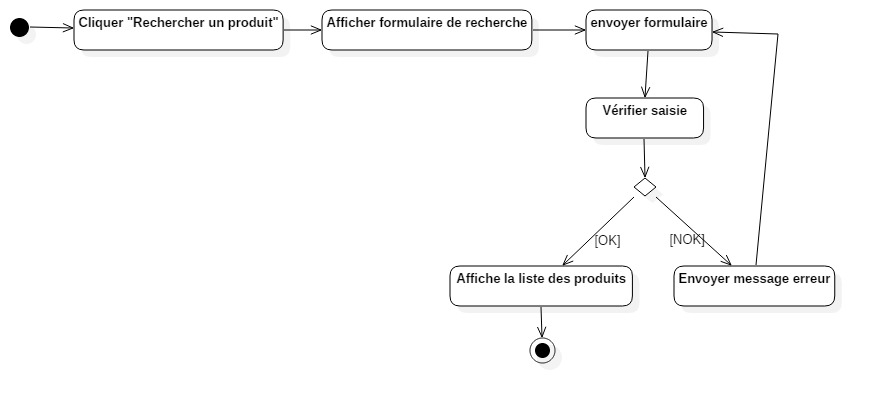 Cliquer "Rechercher un produit"
Afficher formulaire de recherche
envoyer formulaire
Vérifier saisie
[OK]
[NOK]
Affiche la liste des produits
Envoyer message erreur